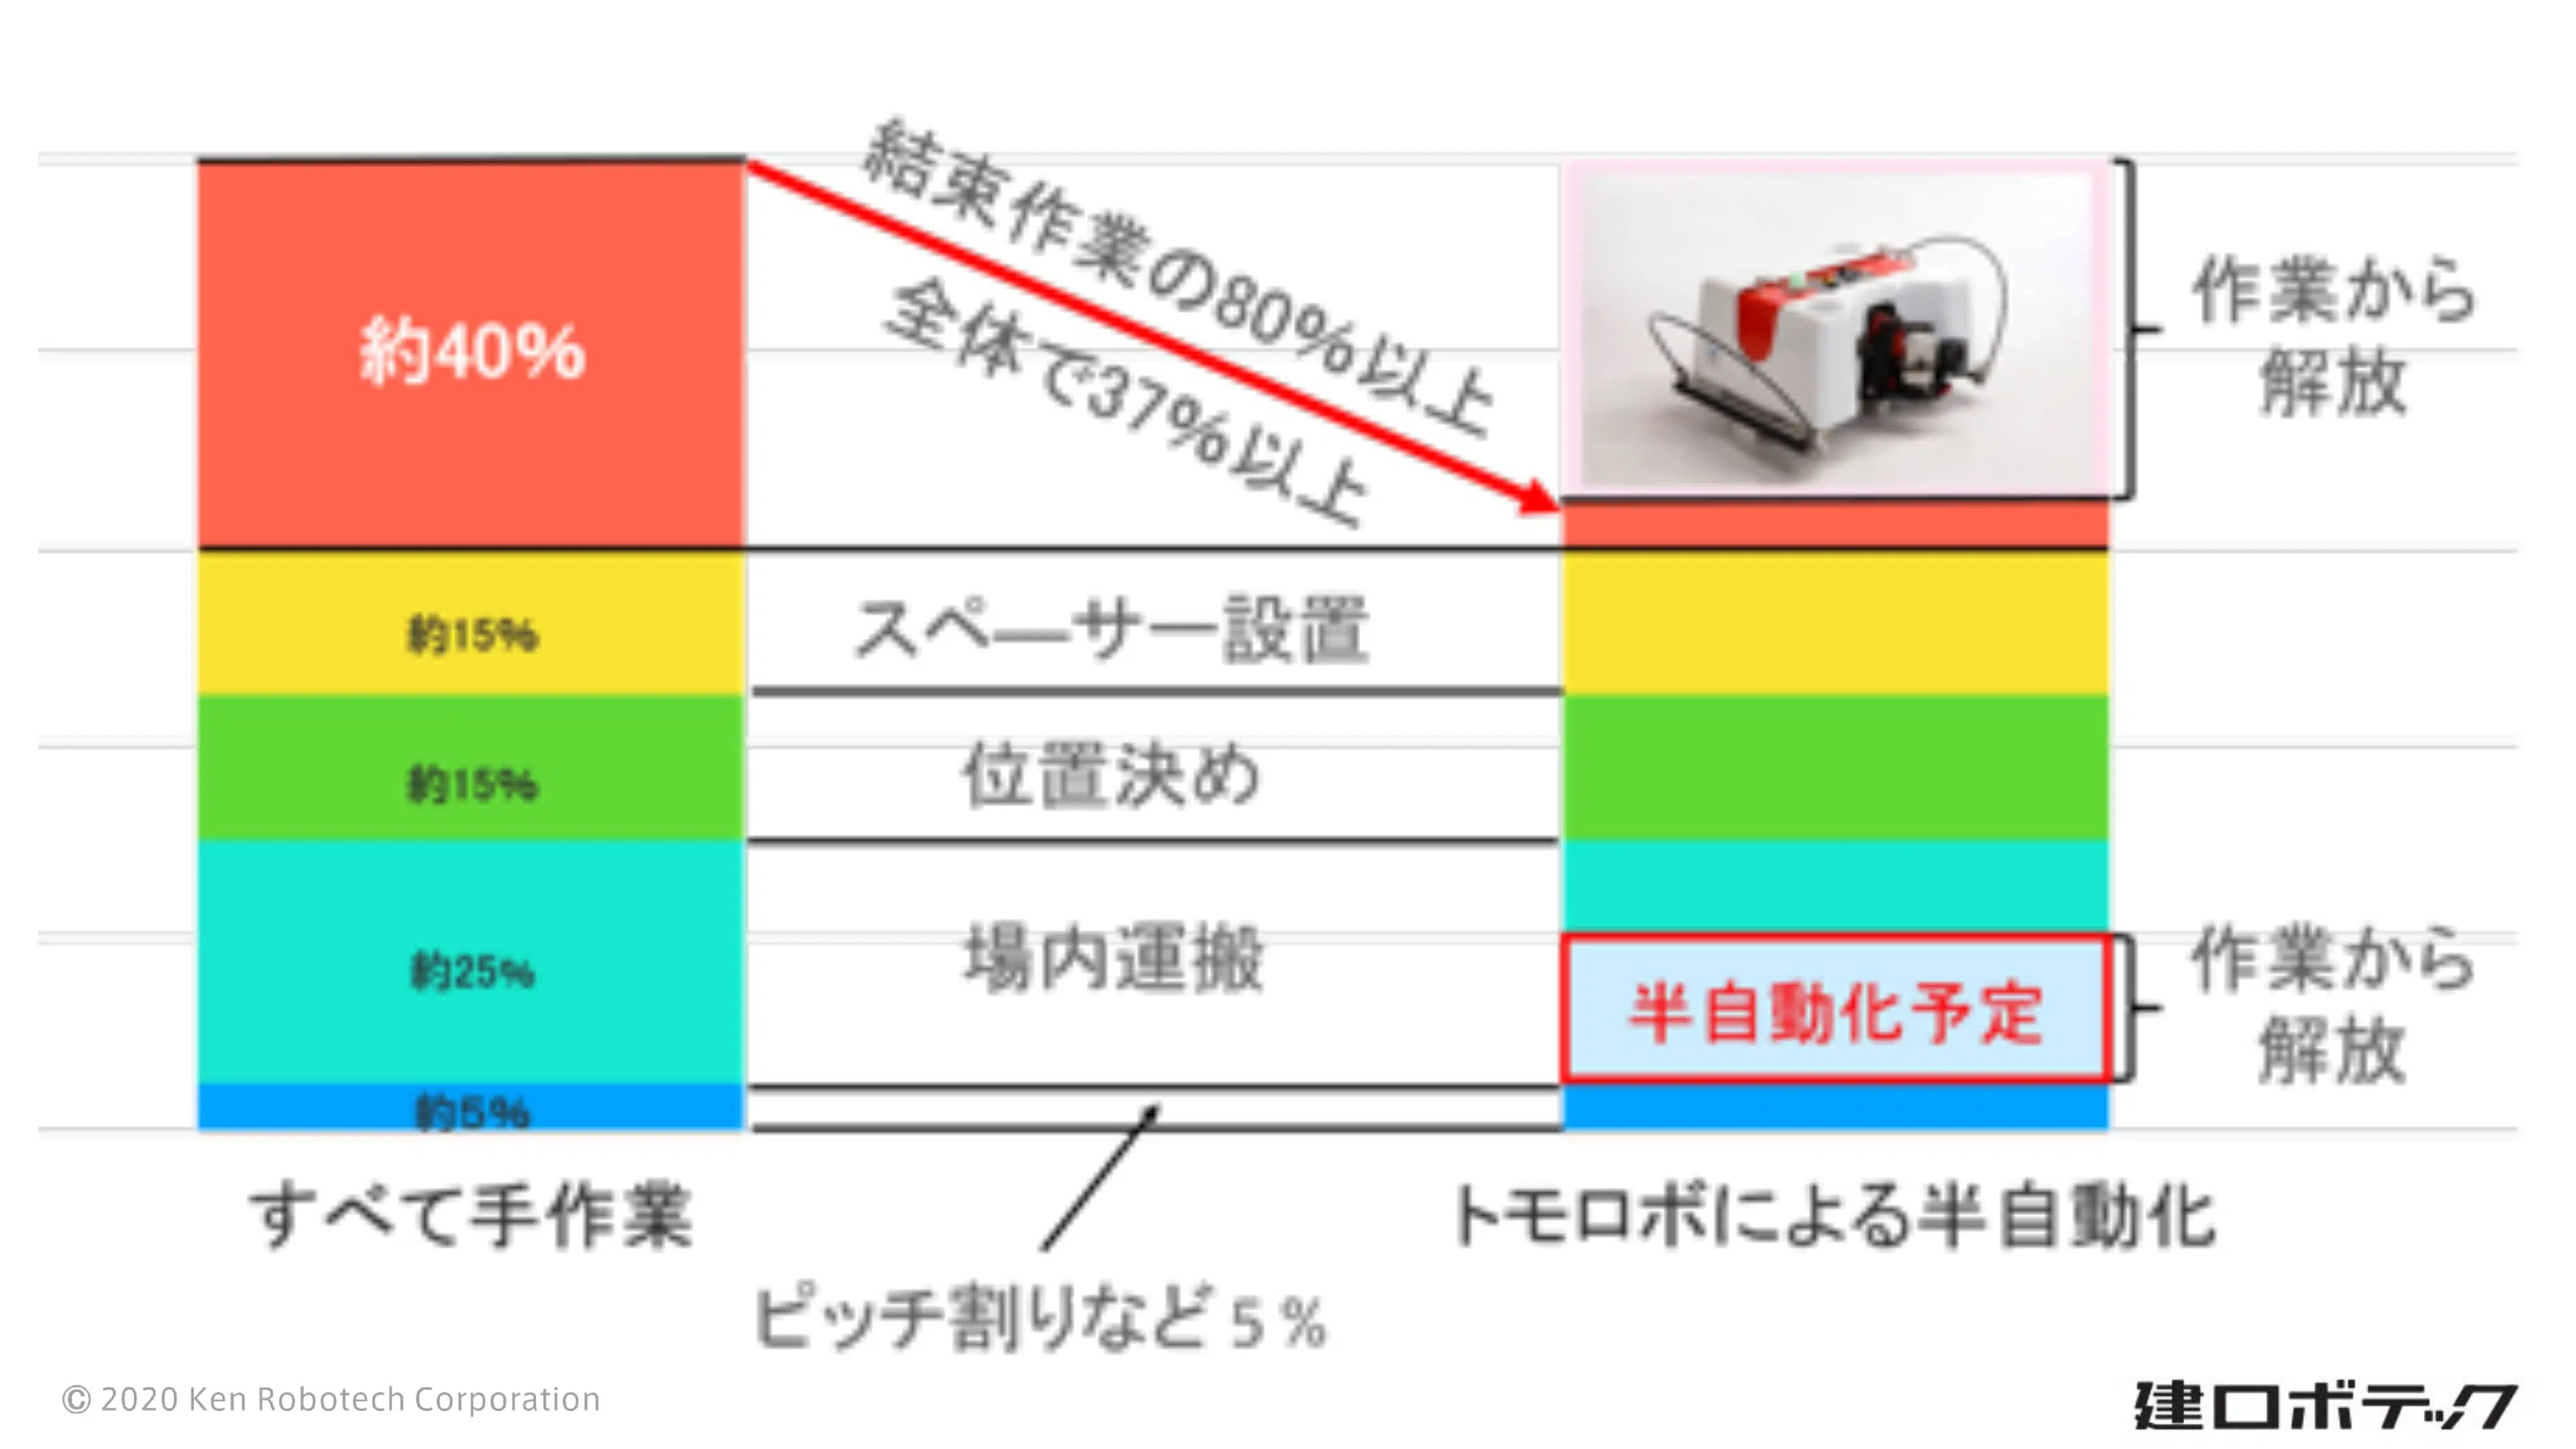 結束作業の80%以上
全体で37%以上
約40%
作業から
解放
約15%
スペーサー設置
約15%
位置決め
約25%
場内運搬
半自動化予定
作業から
解放
約5%
すべて手作業
トモロボによる半自動化
ピッチ割りなど5%
© 2020 Ken Robotech Corporation
建ロボテック